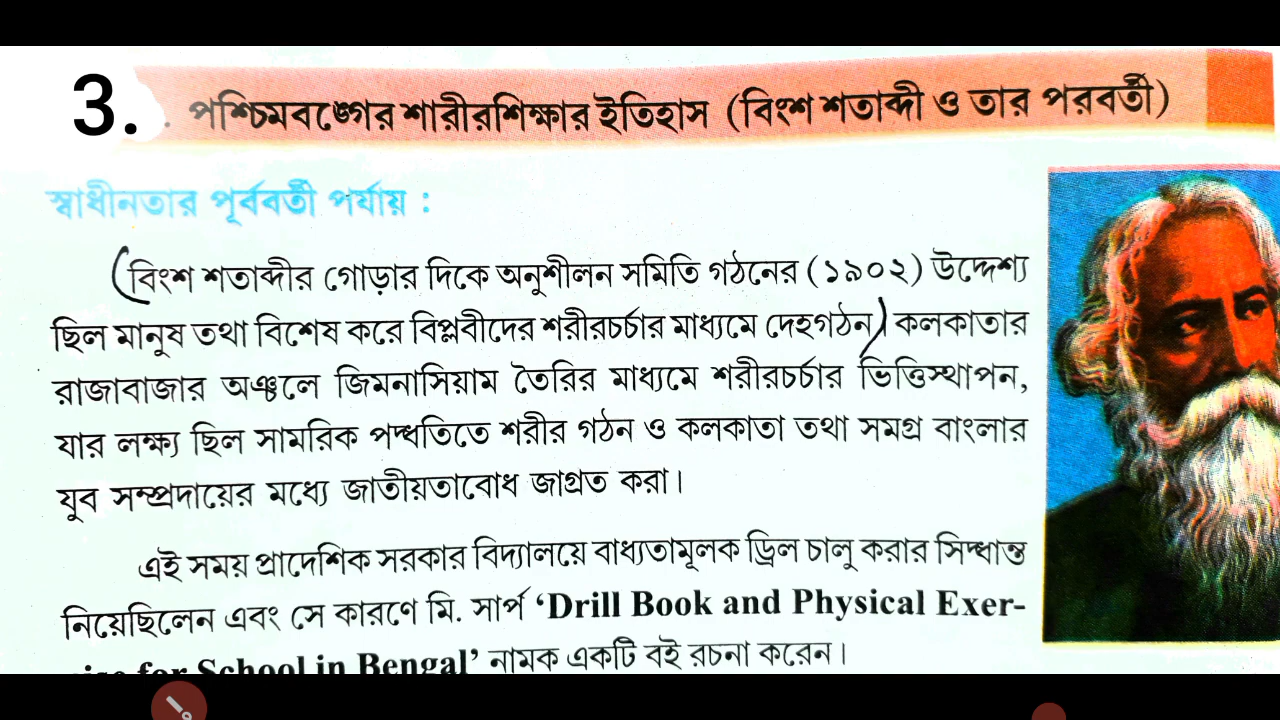 3. পশ্চিমবঙ্গের শারীরশিক্ষার ইতিহাস (বিংশ শতাব্দী ও তার পরবর্তী)
স্বাধীনতার পূর্ববর্তী পর্যায় :
(বিংশ শতাব্দীর গোড়ার দিকে অনুশীলন সমিতি গঠনের (১৯০২) উদ্দেশ্য
ছিল মানুষ তথা বিশেষ করে বিপ্লবীদের শরীরচর্চার মাধ্যমে দেহগঠন) কলকাতার
রাজাবাজার অঞ্চলে জিমনাসিয়াম তৈরির মাধ্যমে শরীরচর্চার ভিত্তিস্থাপন,
যার লক্ষ্য ছিল সামরিক পদ্ধতিতে শরীর গঠন ও কলকাতা তথা সমগ্র বাংলার
যুব সম্প্রদায়ের মধ্যে জাতীয়তাবোধ জাগ্রত করা।
এই সময় প্রাদেশিক সরকার বিদ্যালয়ে বাধ্যতামূলক ড্রিল চালু করার সিদ্ধান্ত
নিয়েছিলেন এবং সে কারণে মি. সার্প ‘Drill Book and Physical Exer-
cise for School in Bengal’ নামক একটি বই রচনা করেন।